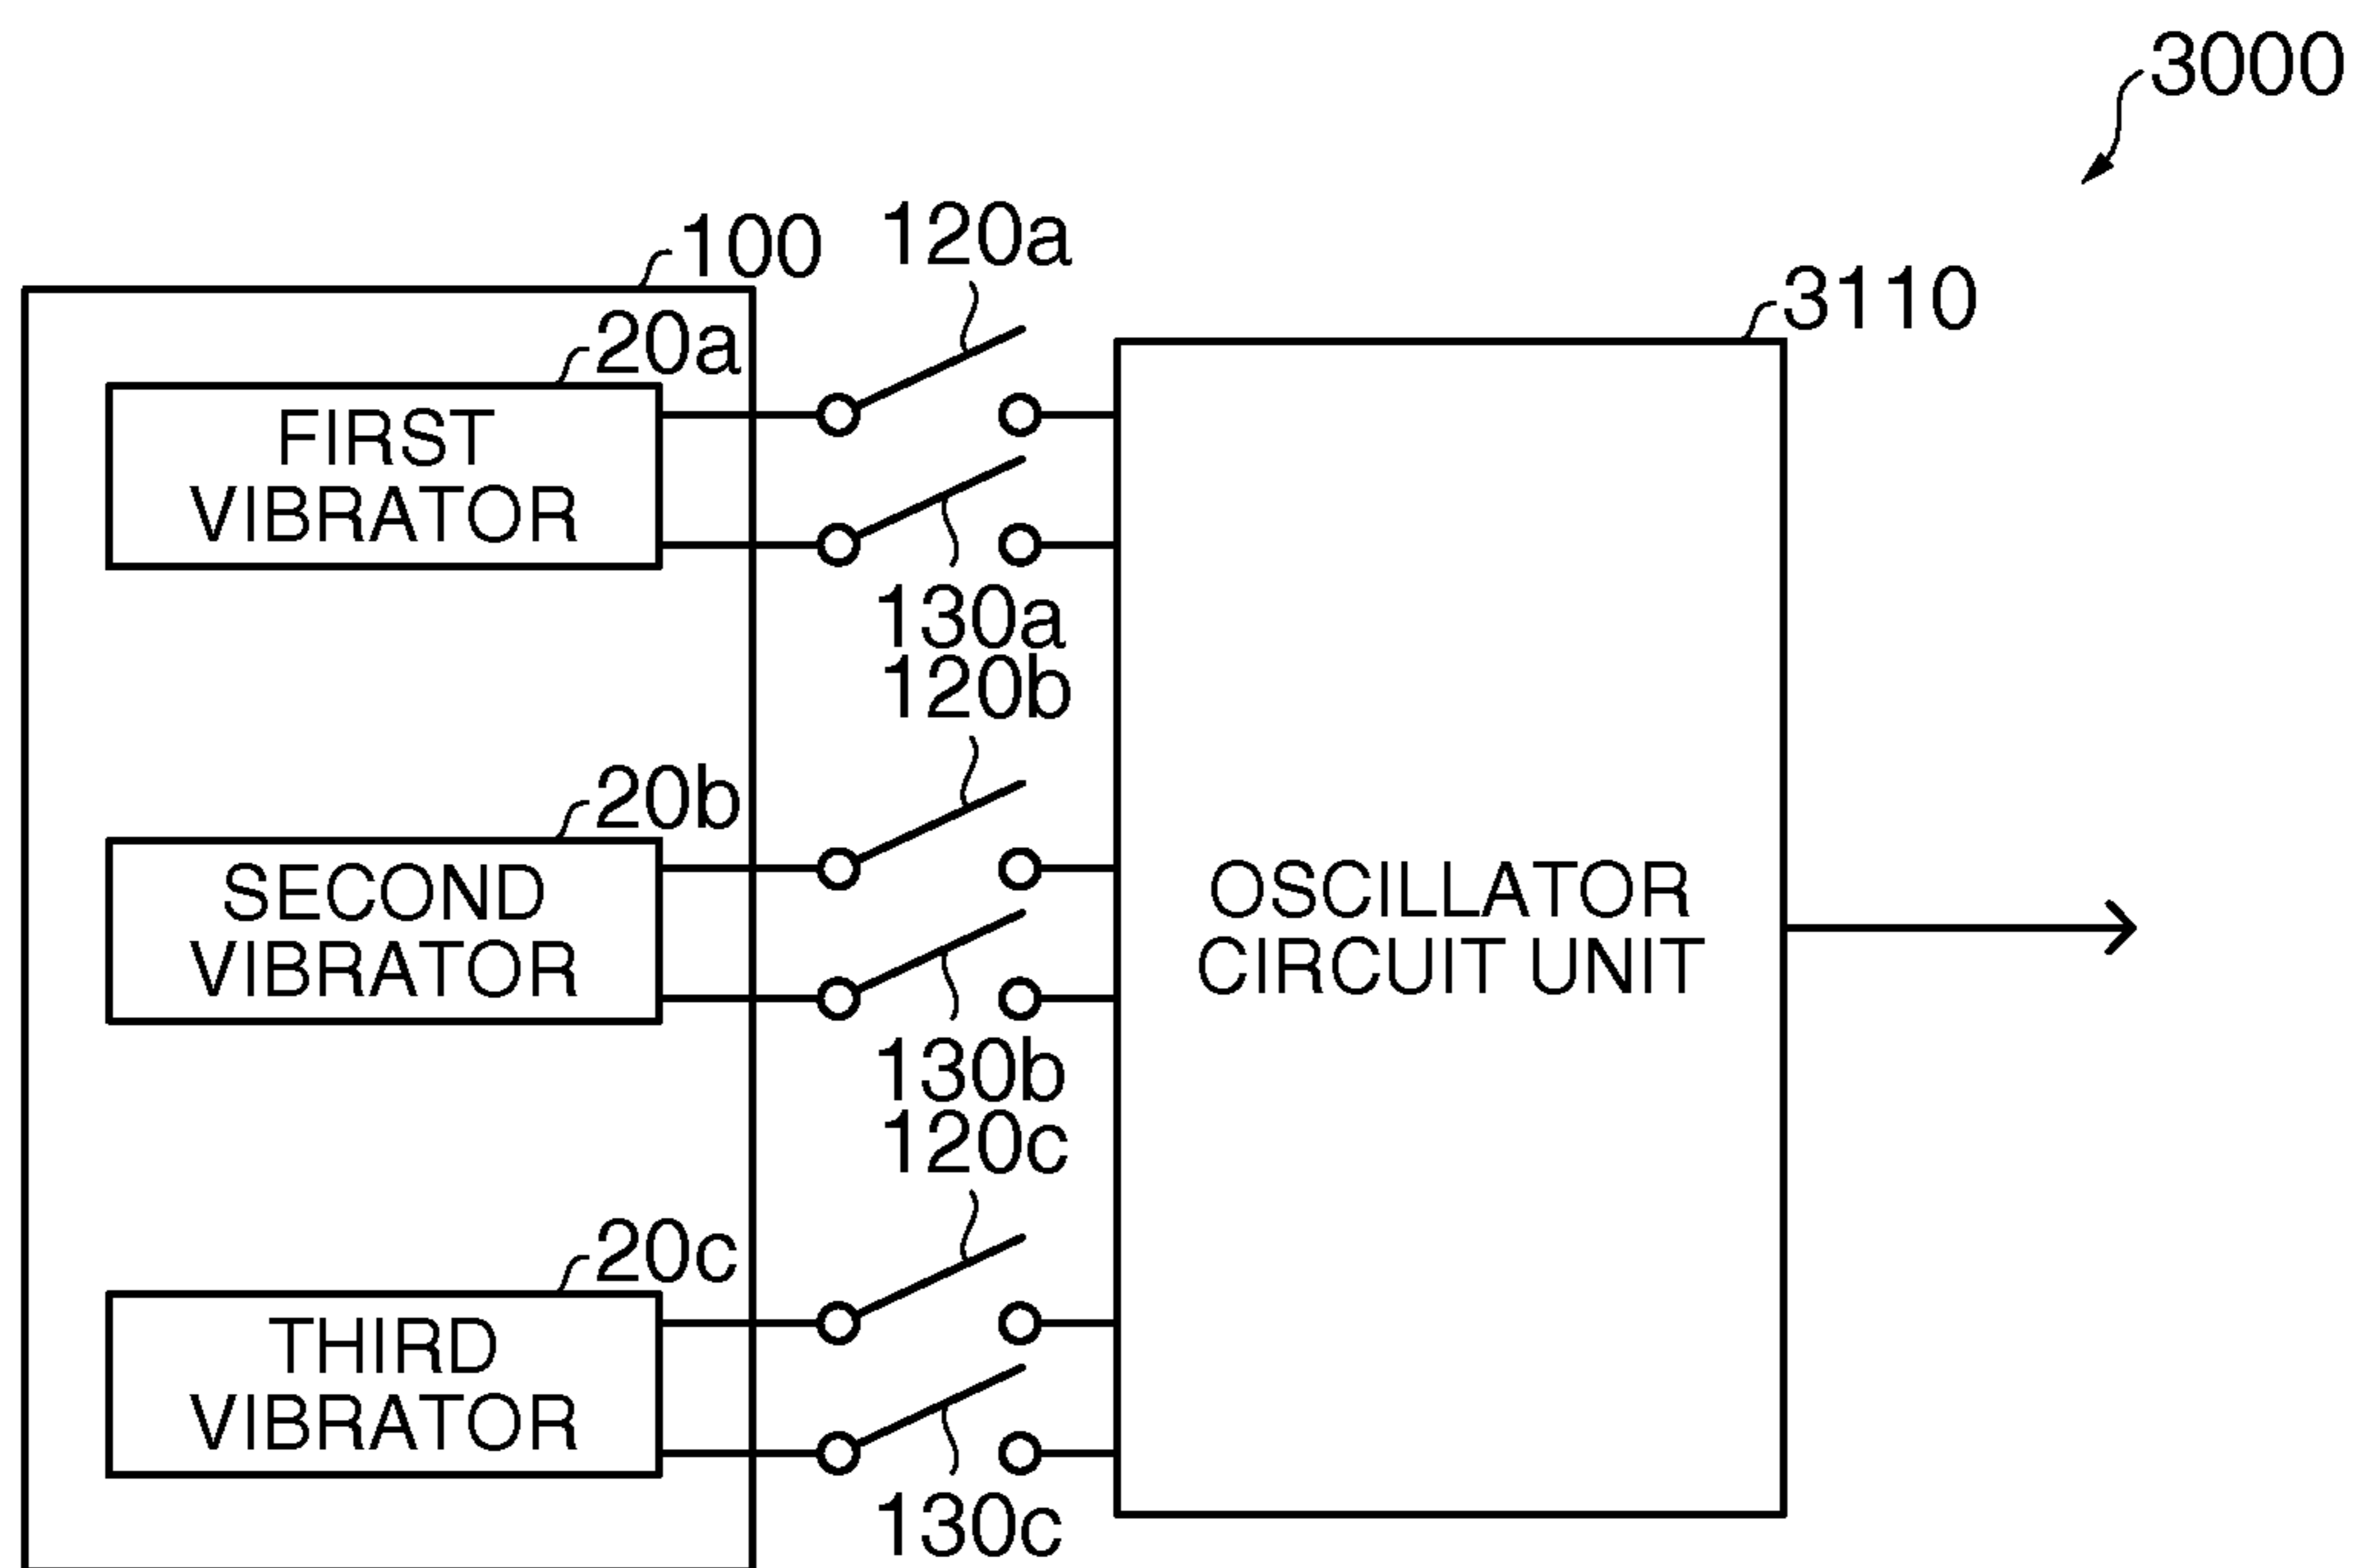 3000
100
120a
3110
20a
FIRST
VIBRATOR
130a
120b
20b
SECOND
VIBRATOR
OSCILLATOR
CIRCUIT UNIT
130b
120c
20c
THIRD
VIBRATOR
130c